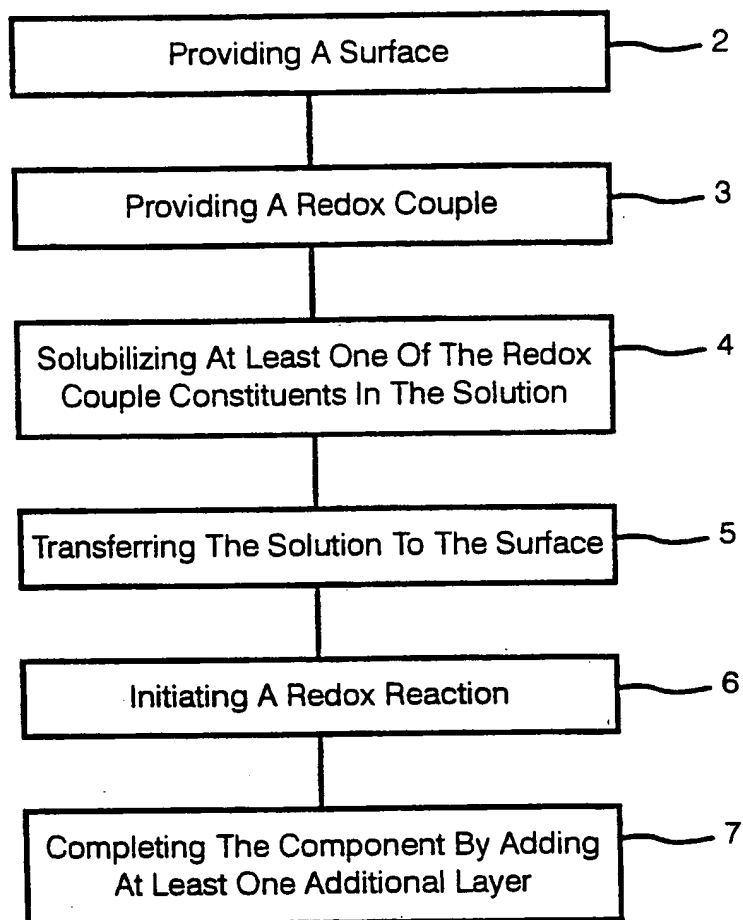 Providing A Surface 2
Providing A Redox Couple 3
Solubilizing At Least One Of The Redox 4
Couple Constituents In The Solution
Transferring The Solution To The Surface 5
Initiating A Redox Reaction 6
Completing The Component By Adding 7
At Least One Additional Layer